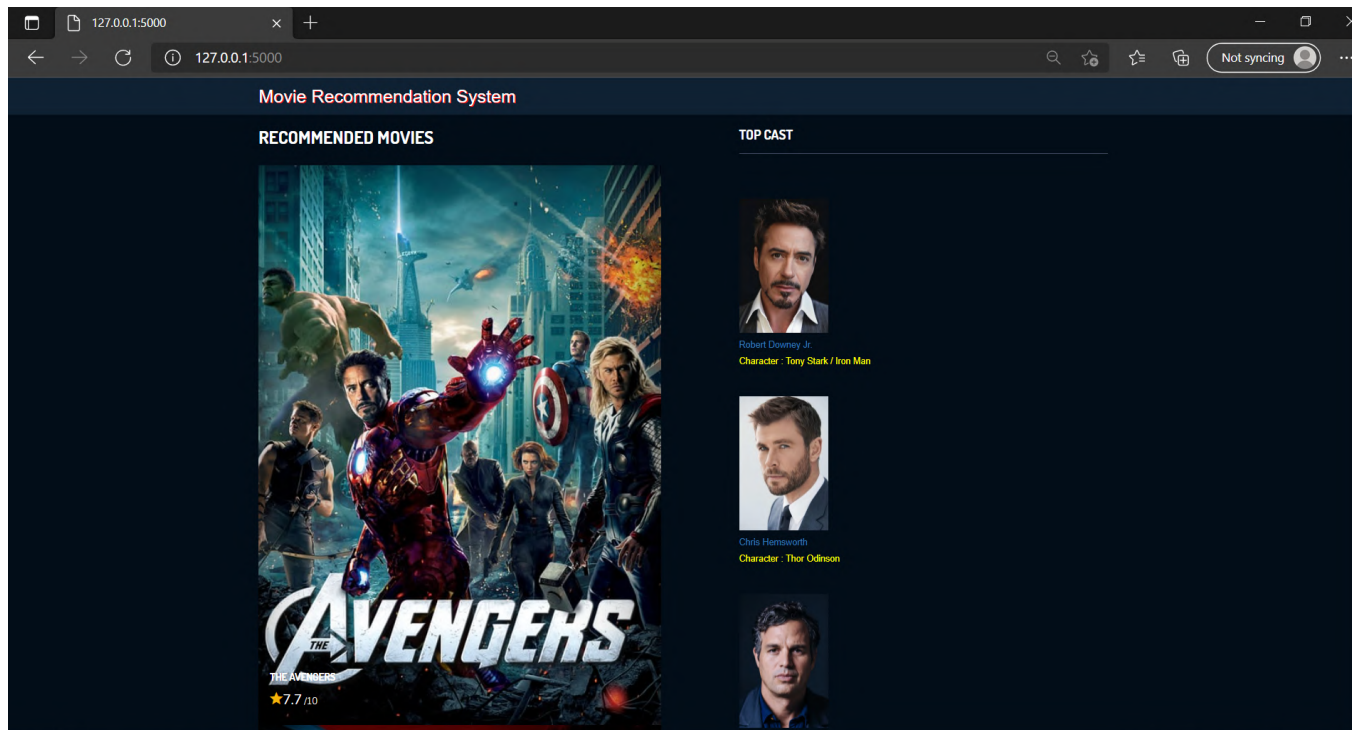 127.0.0.1:5000
127.0.0.1:5000
Not syncing
Movie Recommendation System
RECOMMENDED MOVIES
TOP CAST
Robert Downey Jr.
Character : Tony Stark / Iron Man
Chris Hemsworth
Character : Thor Odinson
THE AVENGERS
THE AVENGERS
7.7 /10